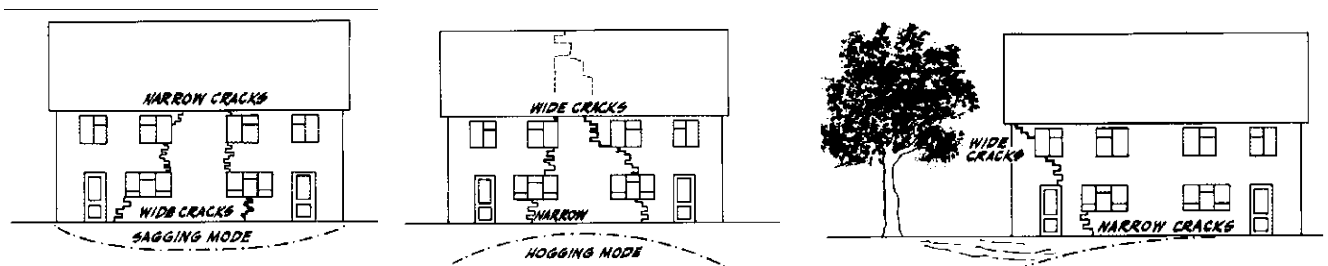 NARROW CRACKS
WIDE CRACKS
SAGGING MODE
WIDE CRACKS
NARROW
HOGGING MODE
WIDE
CRACKS
NARROW CRACKS